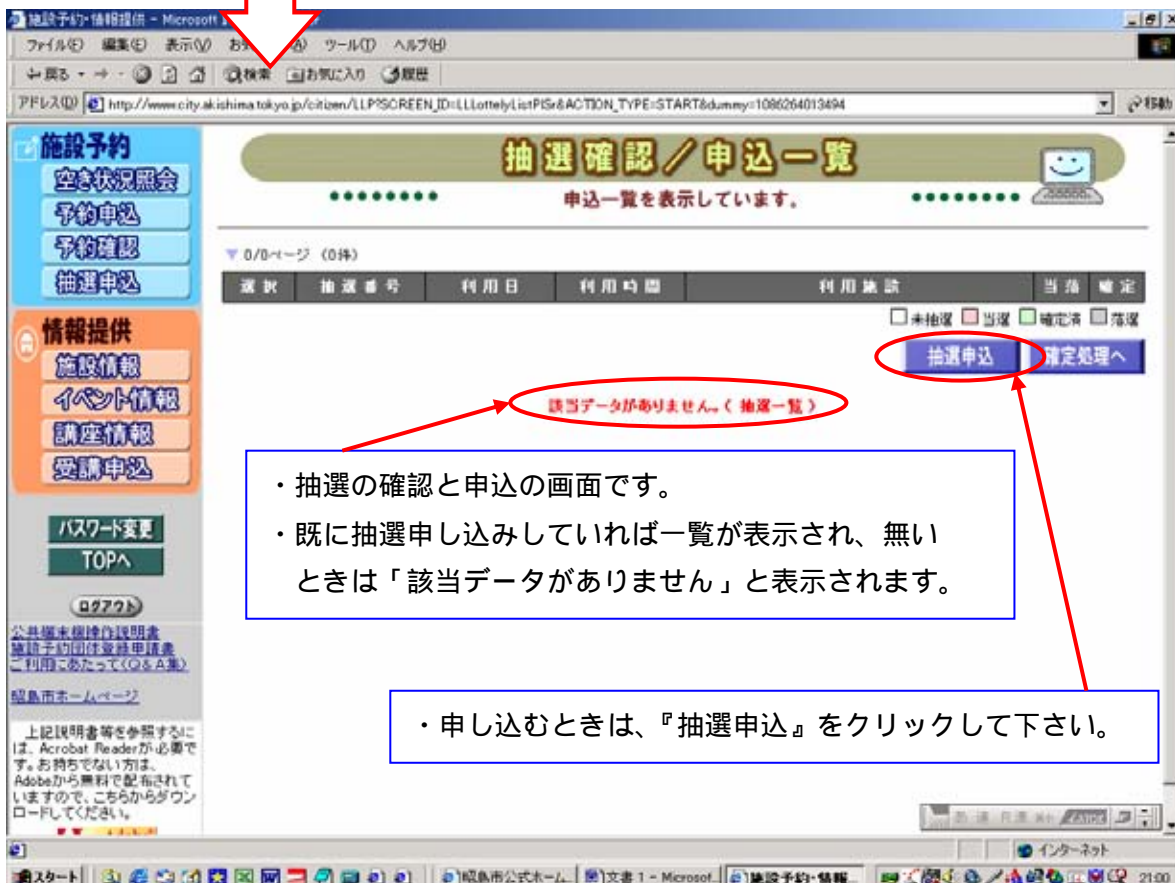 施設予約・情報提供 - Microsoft
ファイル(F) 編集(E) 表示(V) ツール(T) ヘルプ(H)
戻る 検索 お気に入り 履歴
アドレス(D) http://www.city.akishima.tokyo.jp/citizen/LLP?SCREEN_ID=LLLottelyListPISr&ACTION_TYPE=START&dummy=1086264013494 移動
施設予約
空き状況照会
予約申込
予約確認
抽選申込
情報提供
施設情報
イベント情報
講座情報
受講申込
パスワード変更
TOPへ
ログアウト
公共端末機操作説明書
施設予約団体登録申請書
ご利用にあたって(Q&A集)
昭島市ホームページ
上記説明書等を参照するに
は、Acrobat Readerが必要で
す。お持ちでない方は、
Adobeから無料で配布されて
いますので、こちらからダウン
ロードしてください。
抽選確認/申込一覧
申込一覧を表示しています。
▼ 0/0ページ (0件)
選択 抽選番号 利用日 利用時間 利用施設 当落 確定
未抽選 当選 確定済 落選
抽選申込 確定処理へ
該当データがありません。( 抽選一覧 )
・抽選の確認と申込の画面です。
・既に抽選申し込みしていれば一覧が表示され、無い
ときは「該当データがありません」と表示されます。
・申し込むときは、『抽選申込』をクリックして下さい。
インターネット
スタート 昭島市公式ホーム... 文書 1 - Microsof... 施設予約・情報... 21:00